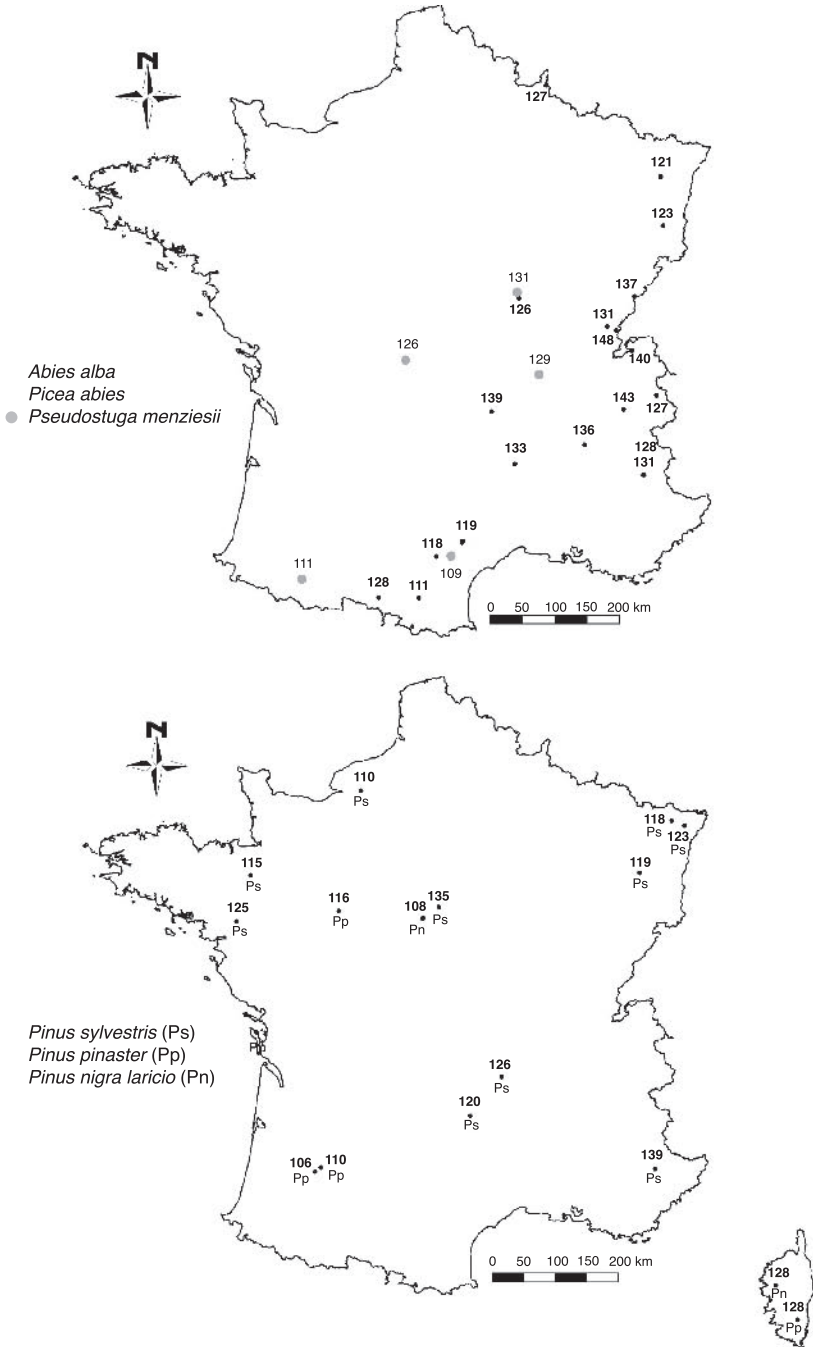 N
127
121
123
131
126
137
131
148
140
126
129
139
143
127
136
128
131
133
119
118
109
111
128
111
Abies alba
Picea abies
Pseudostuga menziesii
0 50 100 150 200 km
N
110
Ps
118
Ps
123
Ps
119
Ps
115
Ps
125
Ps
116
Pp
108
Pn
135
Ps
Pinus sylvestris (Ps)
Pinus pinaster (Pp)
Pinus nigra laricio (Pn)
126
Ps
120
Ps
106
Pp
110
Pp
139
Ps
0 50 100 150 200 km
128
Pn
128
Pp